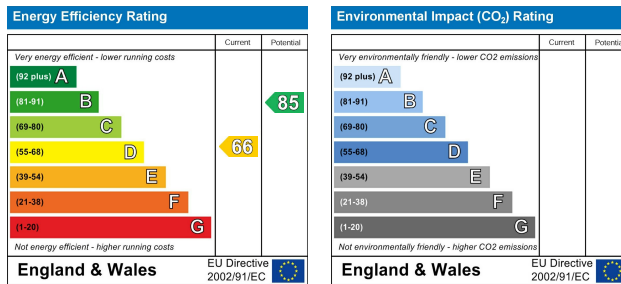 Energy Efficiency Rating
Current Potential
Very energy efficient - lower running costs
(92 plus) A
(81-91) B
85
(69-80) C
(55-68) D
66
(39-54) E
(21-38) F
(1-20) G
Not energy efficient - higher running costs
England & Wales
EU Directive
2002/91/EC
Environmental Impact (CO₂) Rating
Current Potential
Very environmentally friendly - lower CO2 emissions
(92 plus) A
(81-91) B
(69-80) C
(55-68) D
(39-54) E
(21-38) F
(1-20) G
Not environmentally friendly - higher CO2 emissions
England & Wales
EU Directive
2002/91/EC